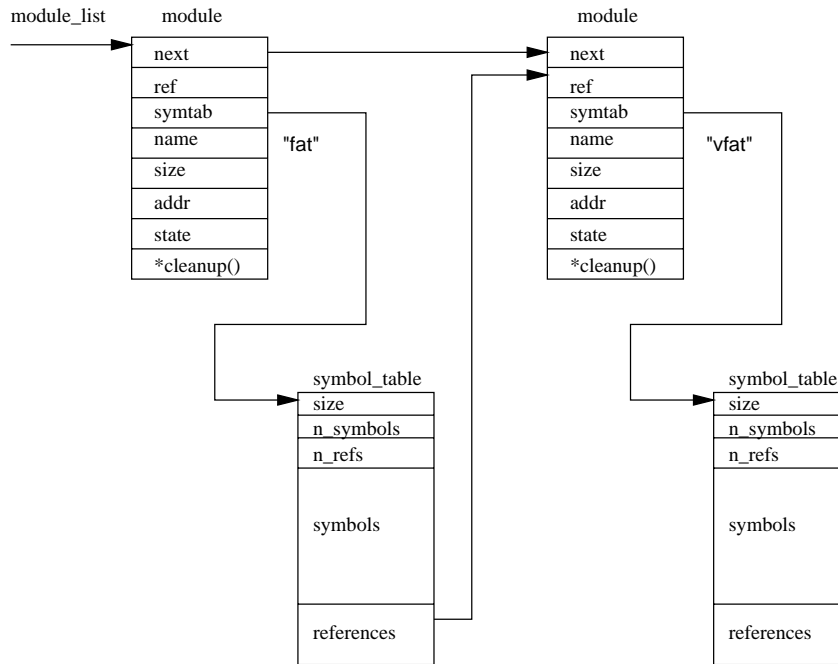 module_list
module
next
ref
symtab
name
"fat"
size
addr
state
*cleanup()
module
next
ref
symtab
name
"vfat"
size
addr
state
*cleanup()
symbol_table
size
n_symbols
n_refs
symbols
references
symbol_table
size
n_symbols
n_refs
symbols
references